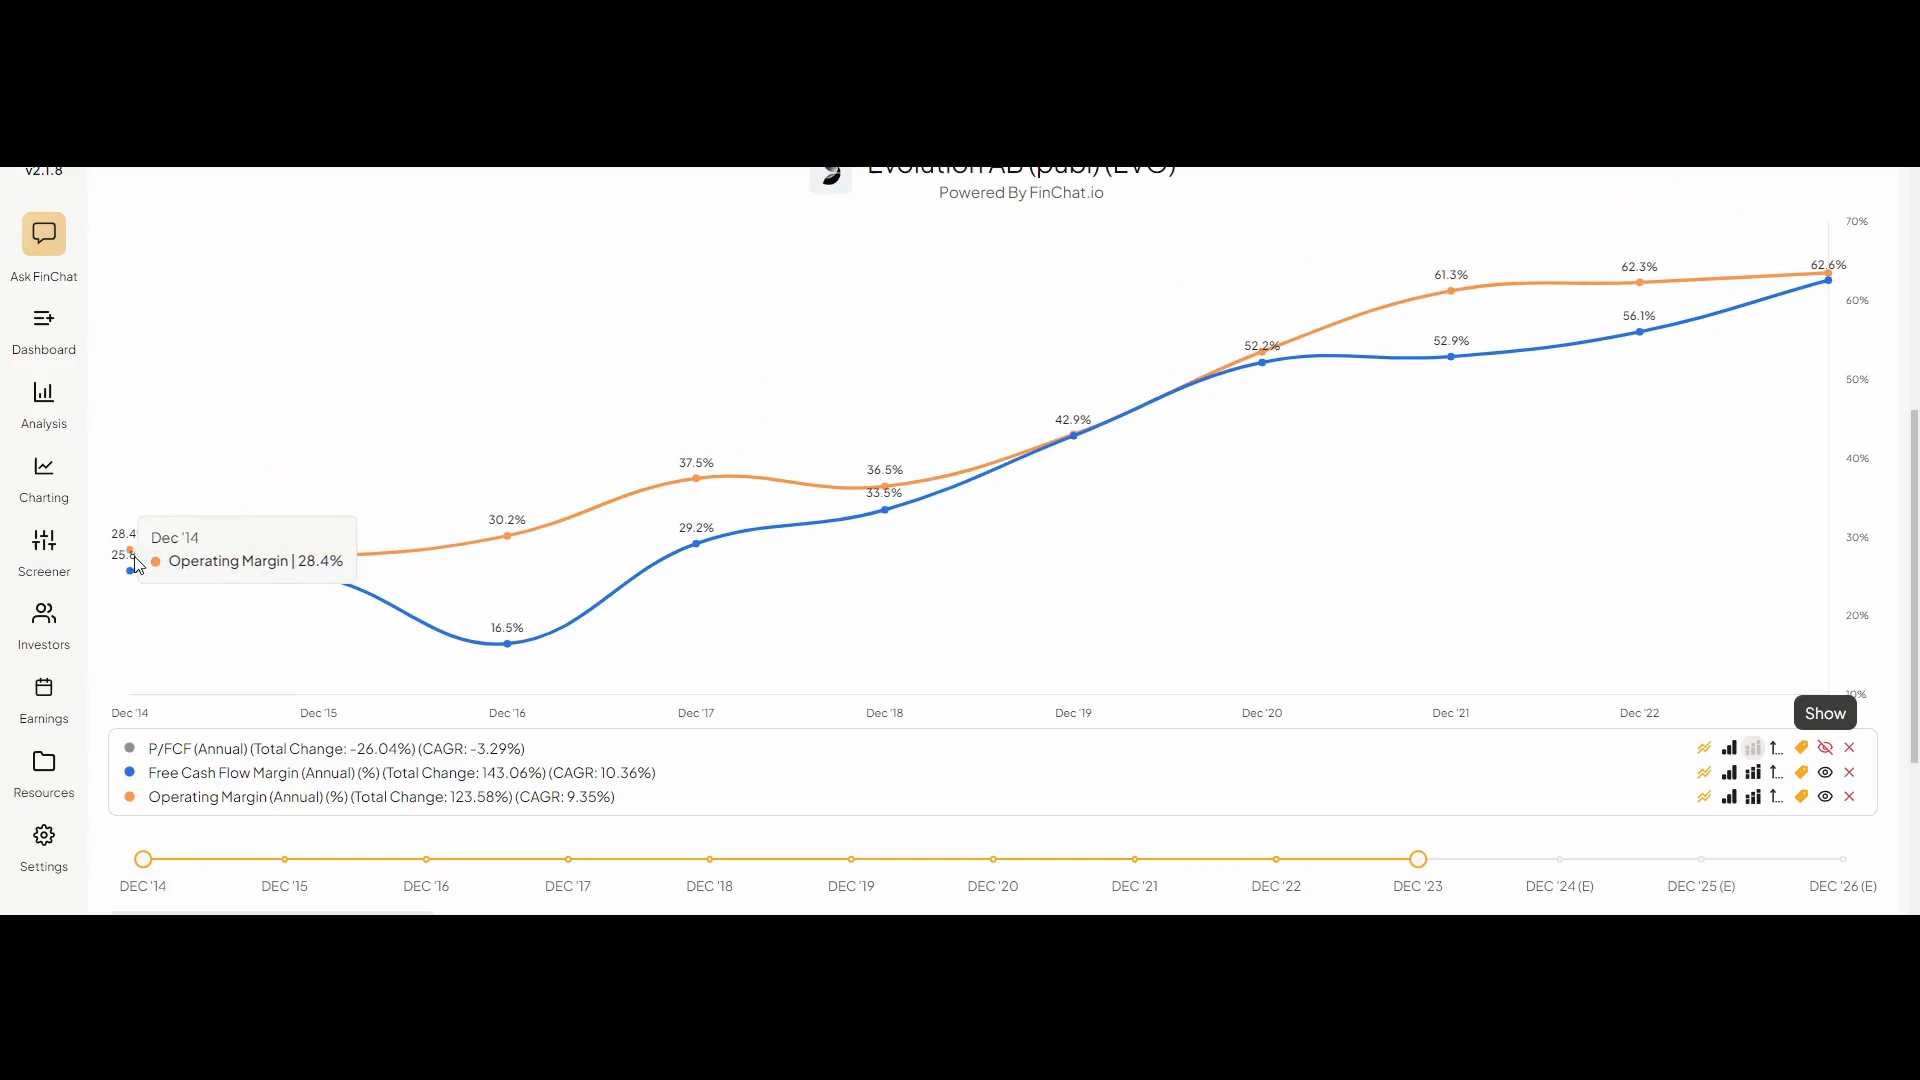 v2.1.8
Evolution AB (publ) (EVO)
Powered By FinChat.io
Ask FinChat
Dashboard
Analysis
Charting
Screener
Investors
Earnings
Resources
Settings
70%
60%
50%
40%
30%
20%
10%
62.6%
62.3%
61.3%
56.1%
52.9%
52.2%
42.9%
37.5%
36.5%
33.5%
30.2%
29.2%
28.4
25.8
16.5%
Dec '14
Operating Margin | 28.4%
Dec '14
Dec '15
Dec '16
Dec '17
Dec '18
Dec '19
Dec '20
Dec '21
Dec '22
Show
P/FCF (Annual) (Total Change: -26.04%) (CAGR: -3.29%)
Free Cash Flow Margin (Annual) (%) (Total Change: 143.06%) (CAGR: 10.36%)
Operating Margin (Annual) (%) (Total Change: 123.58%) (CAGR: 9.35%)
DEC '14
DEC '15
DEC '16
DEC '17
DEC '18
DEC '19
DEC '20
DEC '21
DEC '22
DEC '23
DEC '24 (E)
DEC '25 (E)
DEC '26 (E)